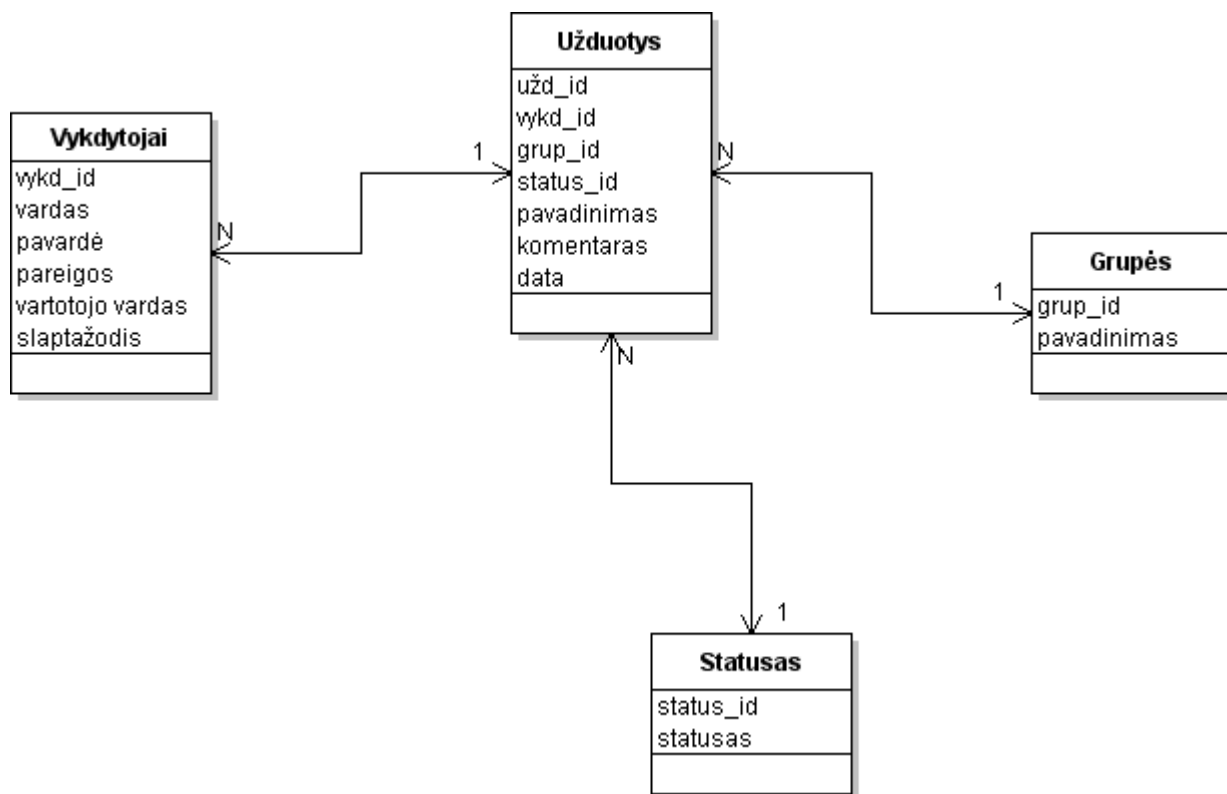 Užduotys
užd_id
vykd_id
grup_id
status_id
pavadinimas
komentaras
data
Vykdytojai
vykd_id
vardas
pavardė
pareigos
vartotojo vardas
slaptažodis
N
1
N
1
Grupės
grup_id
pavadinimas
N
1
Statusas
status_id
statusas